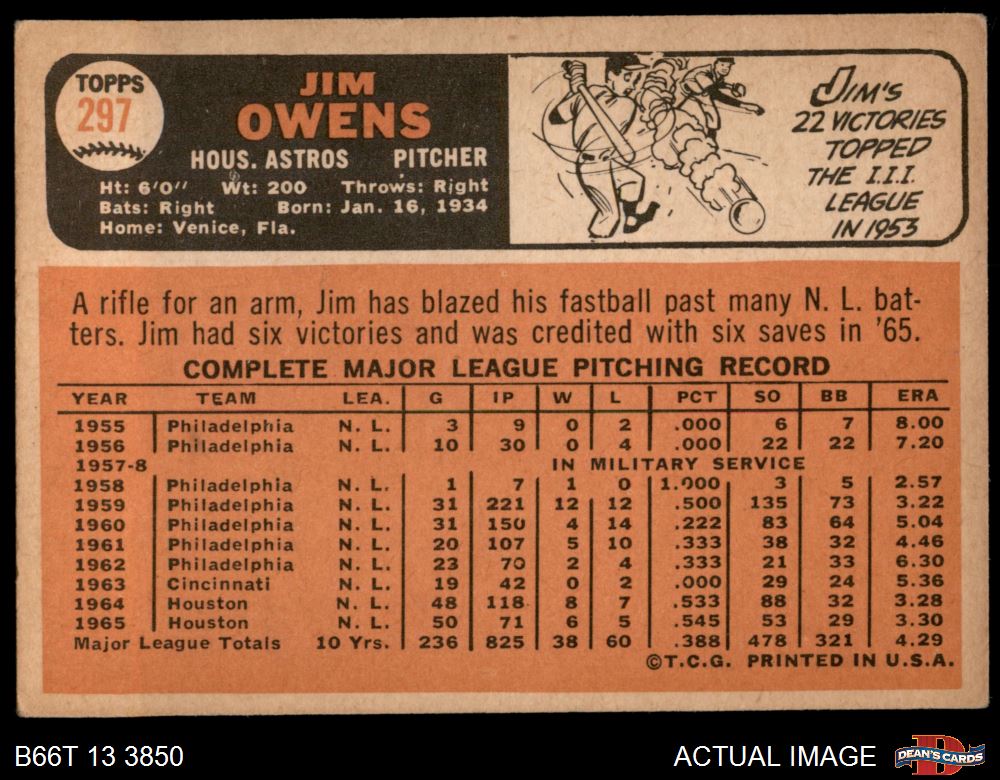 TOPPS
297
JIM
OWENS
HOUS. ASTROS PITCHER
Ht: 6'0" Wt: 200 Throws: Right
Bats: Right Born: Jan. 16, 1934
Home: Venice, Fla.
JIM'S
22 VICTORIES
TOPPED
THE I.I.I.
LEAGUE
IN 1953
A rifle for an arm, Jim has blazed his fastball past many N. L. bat-
ters. Jim had six victories and was credited with six saves in '65.
COMPLETE MAJOR LEAGUE PITCHING RECORD
YEAR TEAM LEA. G IP W L PCT SO BB ERA
1955 Philadelphia N. L. 3 9 0 2 .000 6 7 8.00
1956 Philadelphia N. L. 10 30 0 4 .000 22 22 7.20
1957-8 IN MILITARY SERVICE
1958 Philadelphia N. L. 1 7 1 0 1.000 3 5 2.57
1959 Philadelphia N. L. 31 221 12 12 .500 135 73 3.22
1960 Philadelphia N. L. 31 150 4 14 .222 83 64 5.04
1961 Philadelphia N. L. 20 107 5 10 .333 38 32 4.46
1962 Philadelphia N. L. 23 70 2 4 .333 21 33 6.30
1963 Cincinnati N. L. 19 42 0 2 .000 29 24 5.36
1964 Houston N. L. 48 118 8 7 .533 88 32 3.28
1965 Houston N. L. 50 71 6 5 .545 53 29 3.30
Major League Totals 10 Yrs. 236 825 38 60 .388 478 321 4.29
©T.C.G. PRINTED IN U.S.A.
B66T 13 3850
ACTUAL IMAGE
DEAN'S CARDS